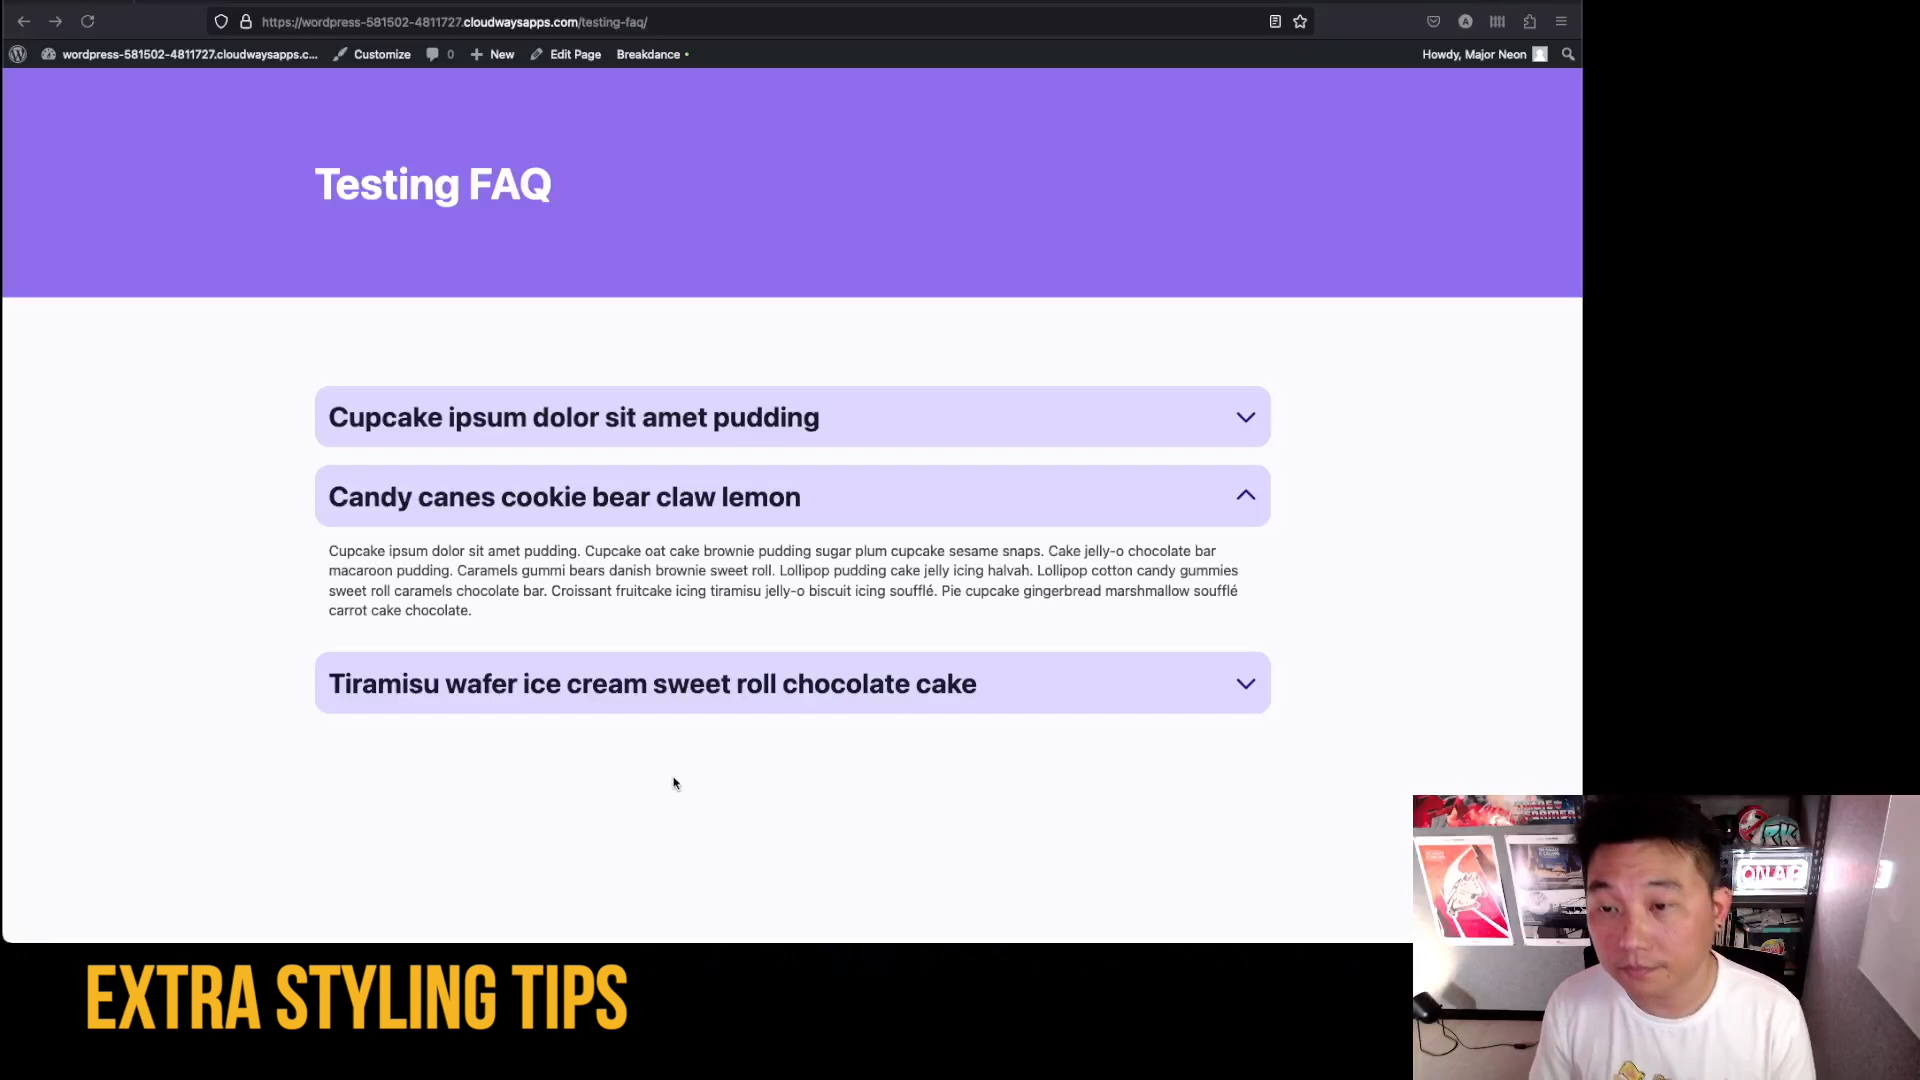 https://wordpress-581502-4811727.cloudwaysapps.com/testing-faq/
wordpress-581502-4811727.cloudwaysapps.c... Customize 0 New Edit Page Breakdance Howdy, Major Neon
Testing FAQ
Cupcake ipsum dolor sit amet pudding
Candy canes cookie bear claw lemon
Cupcake ipsum dolor sit amet pudding. Cupcake oat cake brownie pudding sugar plum cupcake sesame snaps. Cake jelly-o chocolate bar
macaroon pudding. Caramels gummi bears danish brownie sweet roll. Lollipop pudding cake jelly icing halvah. Lollipop cotton candy gummies
sweet roll caramels chocolate bar. Croissant fruitcake icing tiramisu jelly-o biscuit icing soufflé. Pie cupcake gingerbread marshmallow soufflé
carrot cake chocolate.
Tiramisu wafer ice cream sweet roll chocolate cake
ON AIR
EXTRA STYLING TIPS